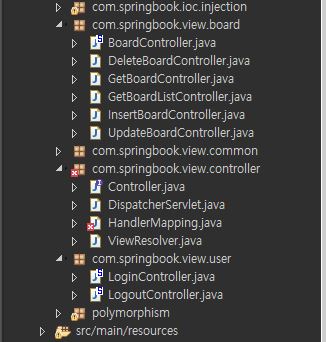 com.springbook.ioc.injection
com.springbook.view.board
BoardController.java
DeleteBoardController.java
GetBoardController.java
GetBoardListController.java
InsertBoardController.java
UpdateBoardController.java
com.springbook.view.common
com.springbook.view.controller
Controller.java
DispatcherServlet.java
HandlerMapping.java
ViewResolver.java
com.springbook.view.user
LoginController.java
LogoutController.java
polymorphism
src/main/resources